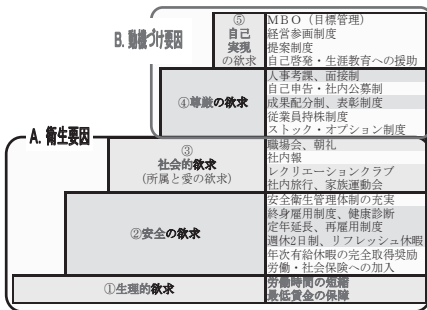 B. 動機づけ要因
⑤
自己
実現
の欲求
MBO（目標管理）
経営参画制度
提案制度
自己啓発・生涯教育への援助
④尊厳の欲求
人事考課、面接制
自己申告・社内公募制
成果配分制、表彰制度
従業員持株制度
ストック・オプション制度
A. 衛生要因
③
社会的欲求
(所属と愛の欲求)
職場会、朝礼
社内報
レクリエーションクラブ
社内旅行、家族運動会
②安全の欲求
安全衛生管理体制の充実
終身雇用制度、健康診断
定年延長、再雇用制度
週休2日制、リフレッシュ休暇
年次有給休暇の完全取得奨励
労働・社会保険への加入
①生理的欲求
労働時間の短縮
最低賃金の保障